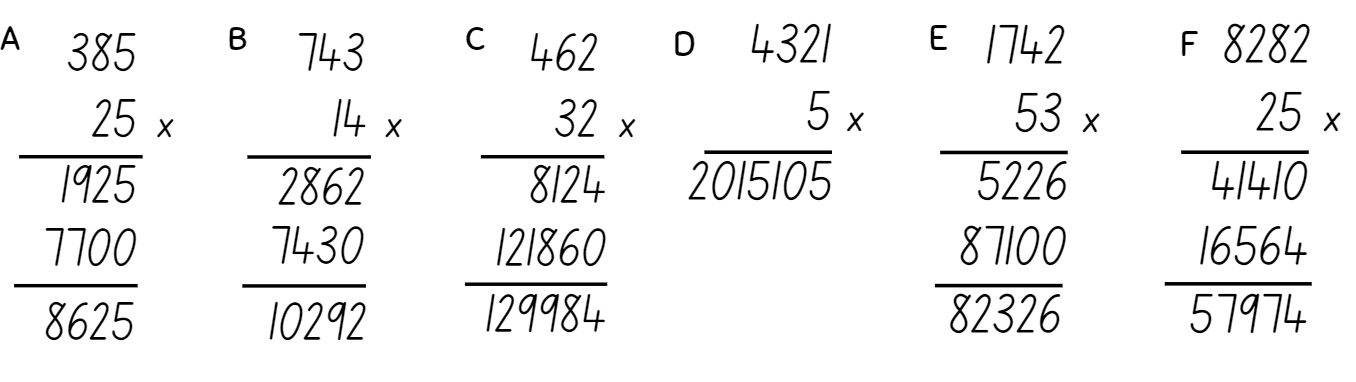 A 385 B 743 C 462 D 4321 E 1742 F 8282
25 x 14 x 32 x 5 x 53 x 25 x
1925 2862 8124 2015105 5226 41410
7700 7430 121860 87100 16564
8625 10292 129984 82326 57974